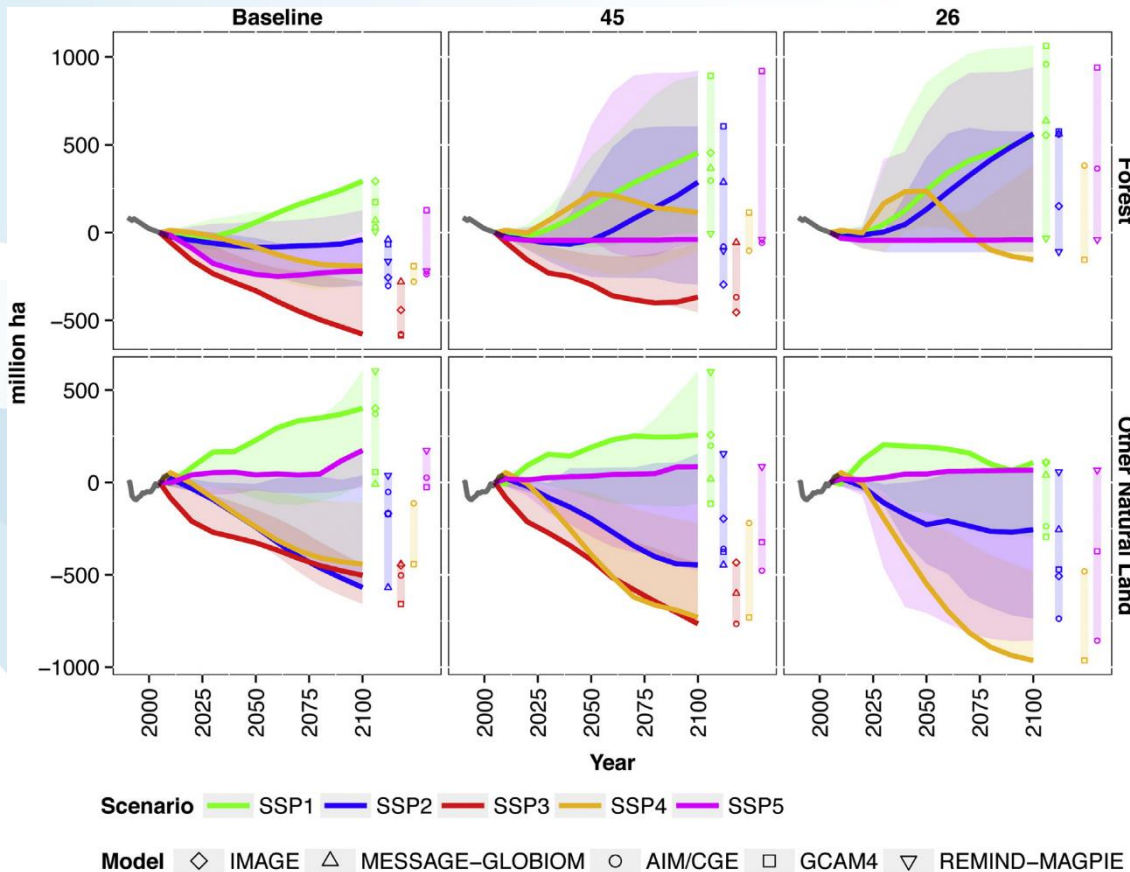 Baseline 45 26
1000
500
0
−500
Forest
500
0
−500
−1000
Other Natural Land
million ha
2000 2025 2050 2075 2100 2000 2025 2050 2075 2100 2000 2025 2050 2075 2100
Year
Scenario SSP1 SSP2 SSP3 SSP4 SSP5
Model IMAGE MESSAGE−GLOBIOM AIM/CGE GCAM4 REMIND−MAGPIE